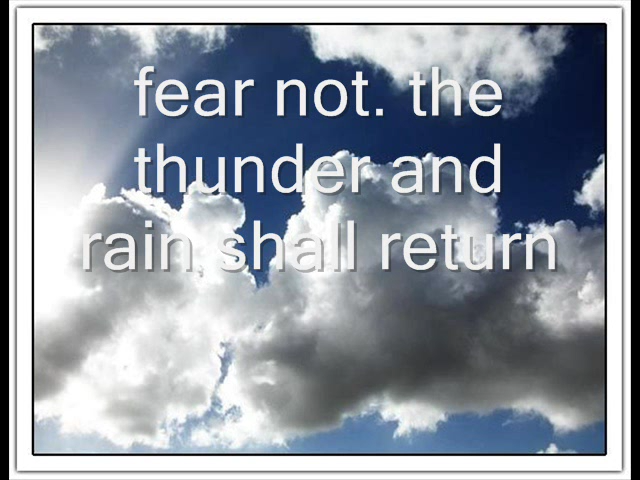 fear not. the
thunder and
rain shall return